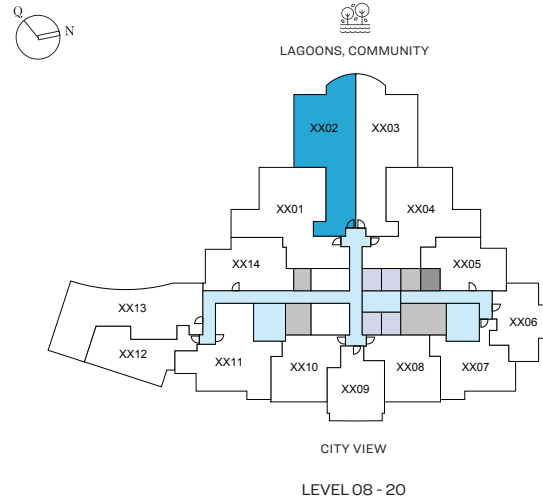 Q
N
LAGOONS, COMMUNITY
XX02
XX03
XX01
XX04
XX14
XX05
XX13
XX06
XX12
XX11
XX10
XX08
XX07
XX09
CITY VIEW
LEVEL 08 - 20